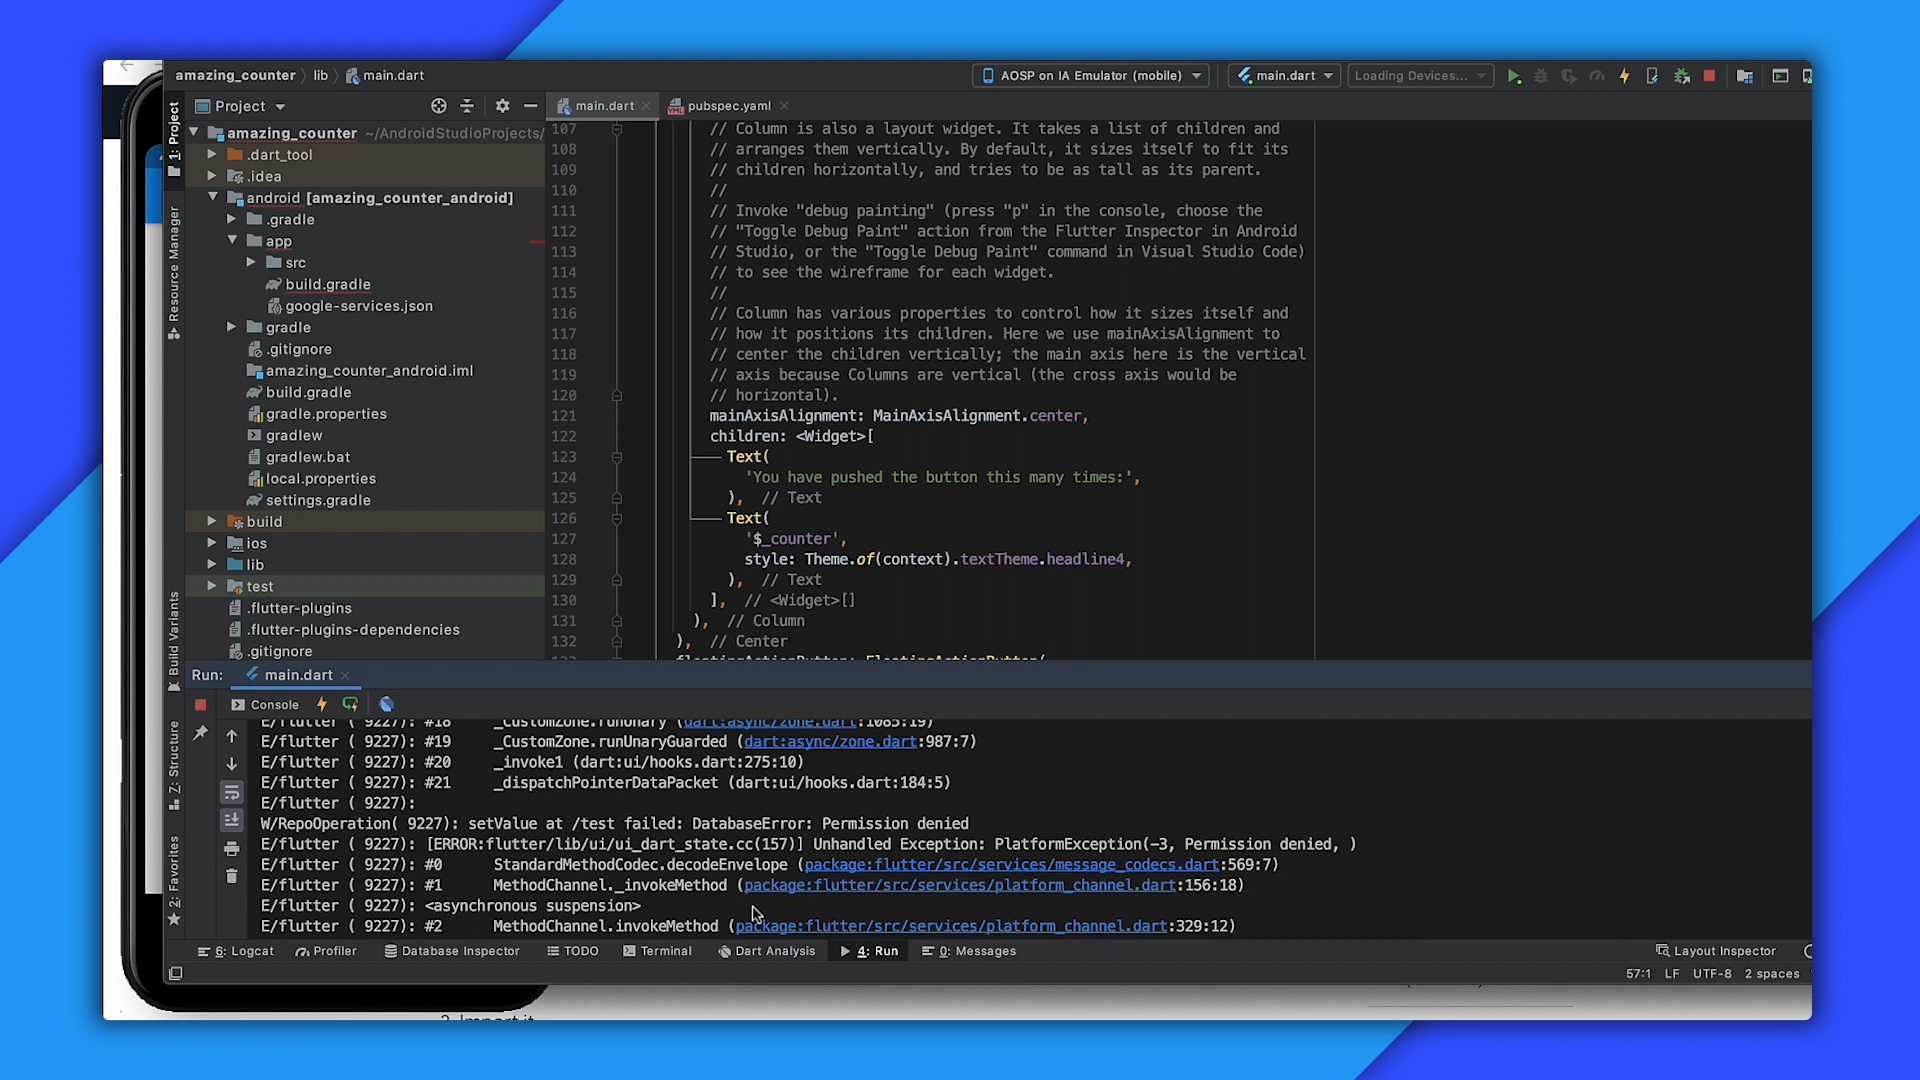 amazing_counter lib main.dart AOSP on IA Emulator (mobile) main.dart Loading Devices...
1: Project
Resource Manager
Build Variants
Z: Structure
2: Favorites
Project
amazing_counter ~/AndroidStudioProjects/
.dart_tool
.idea
android [amazing_counter_android]
.gradle
app
src
build.gradle
google-services.json
gradle
.gitignore
amazing_counter_android.iml
build.gradle
gradle.properties
gradlew
gradlew.bat
local.properties
settings.gradle
build
ios
lib
test
.flutter-plugins
.flutter-plugins-dependencies
.gitignore
main.dart pubspec.yaml
107 // Column is also a layout widget. It takes a list of children and
108 // arranges them vertically. By default, it sizes itself to fit its
109 // children horizontally, and tries to be as tall as its parent.
110 //
111 // Invoke "debug painting" (press "p" in the console, choose the
112 // "Toggle Debug Paint" action from the Flutter Inspector in Android
113 // Studio, or the "Toggle Debug Paint" command in Visual Studio Code)
114 // to see the wireframe for each widget.
115 //
116 // Column has various properties to control how it sizes itself and
117 // how it positions its children. Here we use mainAxisAlignment to
118 // center the children vertically; the main axis here is the vertical
119 // axis because Columns are vertical (the cross axis would be
120 // horizontal).
121 mainAxisAlignment: MainAxisAlignment.center,
122 children: <Widget>[
123 Text(
124 'You have pushed the button this many times:',
125 ), // Text
126 Text(
127 '$_counter',
128 style: Theme.of(context).textTheme.headline4,
129 ), // Text
130 ], // <Widget>[]
131 ), // Column
132 ), // Center
floatingActionButton: FloatingActionButton(
Run: main.dart
Console
E/flutter ( 9227): #18 _CustomZone.runUnary (dart:async/zone.dart:1085:19)
E/flutter ( 9227): #19 _CustomZone.runUnaryGuarded (dart:async/zone.dart:987:7)
E/flutter ( 9227): #20 _invoke1 (dart:ui/hooks.dart:275:10)
E/flutter ( 9227): #21 _dispatchPointerDataPacket (dart:ui/hooks.dart:184:5)
E/flutter ( 9227):
W/RepoOperation( 9227): setValue at /test failed: DatabaseError: Permission denied
E/flutter ( 9227): [ERROR:flutter/lib/ui/ui_dart_state.cc(157)] Unhandled Exception: PlatformException(-3, Permission denied, )
E/flutter ( 9227): #0 StandardMethodCodec.decodeEnvelope (package:flutter/src/services/message_codecs.dart:569:7)
E/flutter ( 9227): #1 MethodChannel._invokeMethod (package:flutter/src/services/platform_channel.dart:156:18)
E/flutter ( 9227): <asynchronous suspension>
E/flutter ( 9227): #2 MethodChannel.invokeMethod (package:flutter/src/services/platform_channel.dart:329:12)
6: Logcat Profiler Database Inspector TODO Terminal Dart Analysis 4: Run 0: Messages Layout Inspector
57:1 LF UTF-8 2 spaces